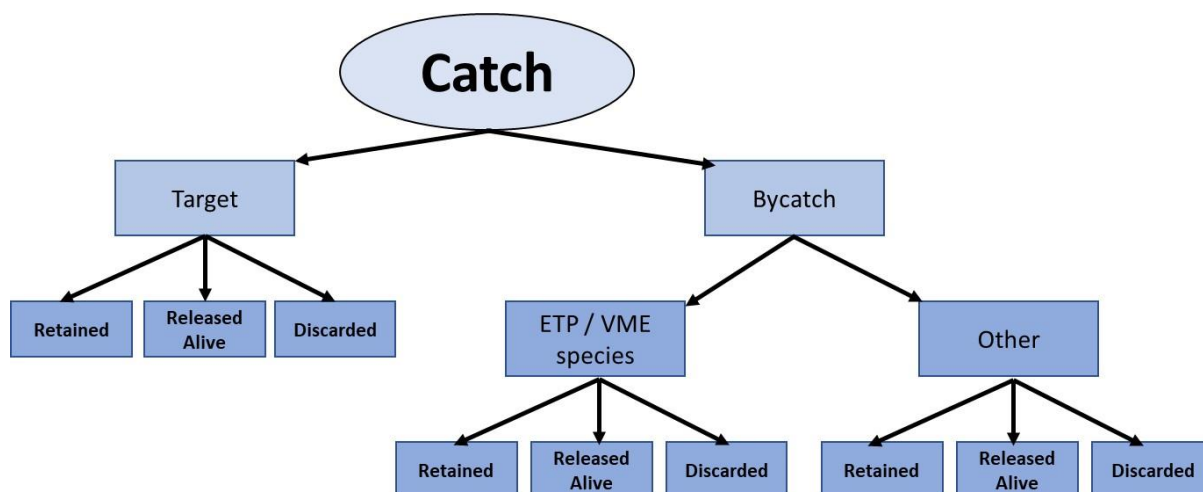 Catch
Target
Bycatch
Retained
Released
Alive
Discarded
ETP / VME
species
Other
Retained
Released
Alive
Discarded
Retained
Released
Alive
Discarded